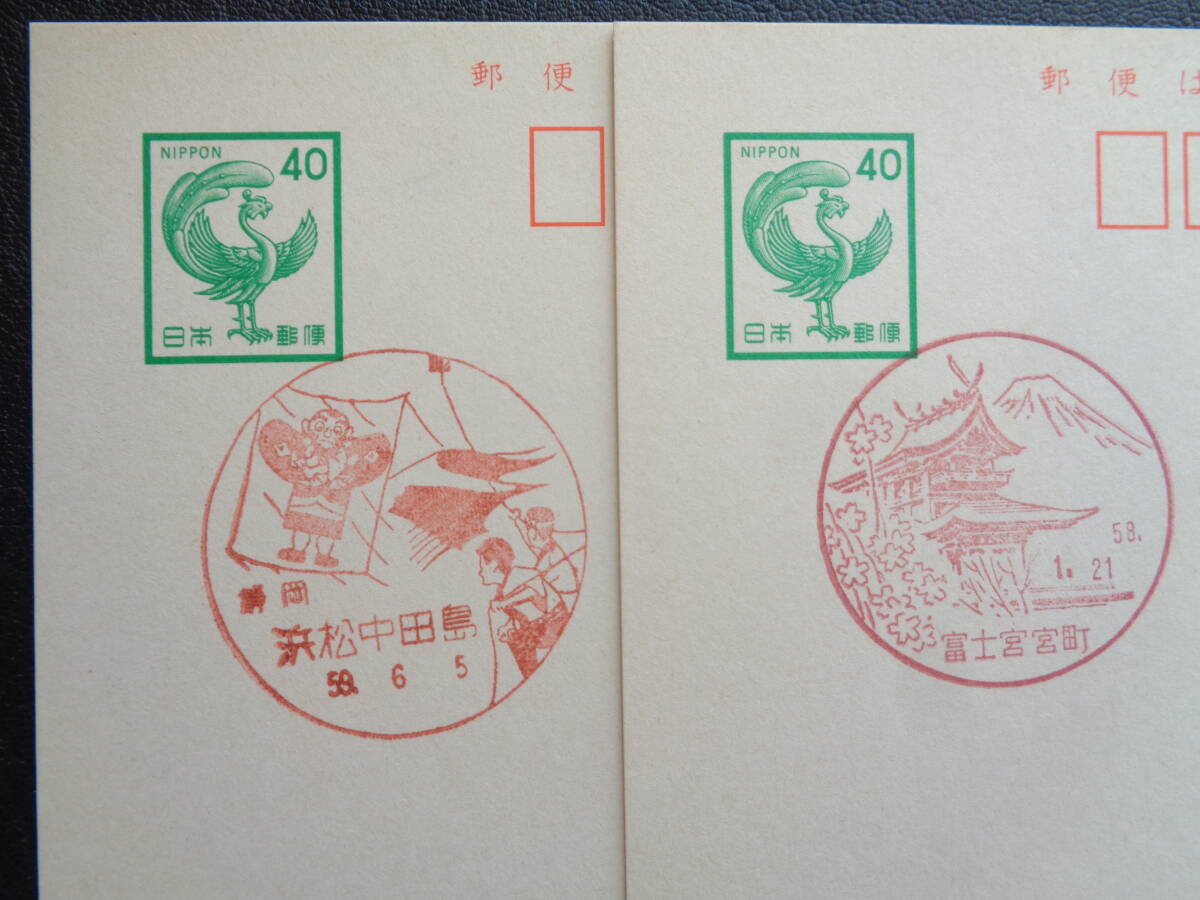 郵便
NIPPON 40
日本郵便
静岡
浜松中田島
58. 6 5
郵便は
NIPPON 40
日本郵便
58.
1. 21
富士宮宮町